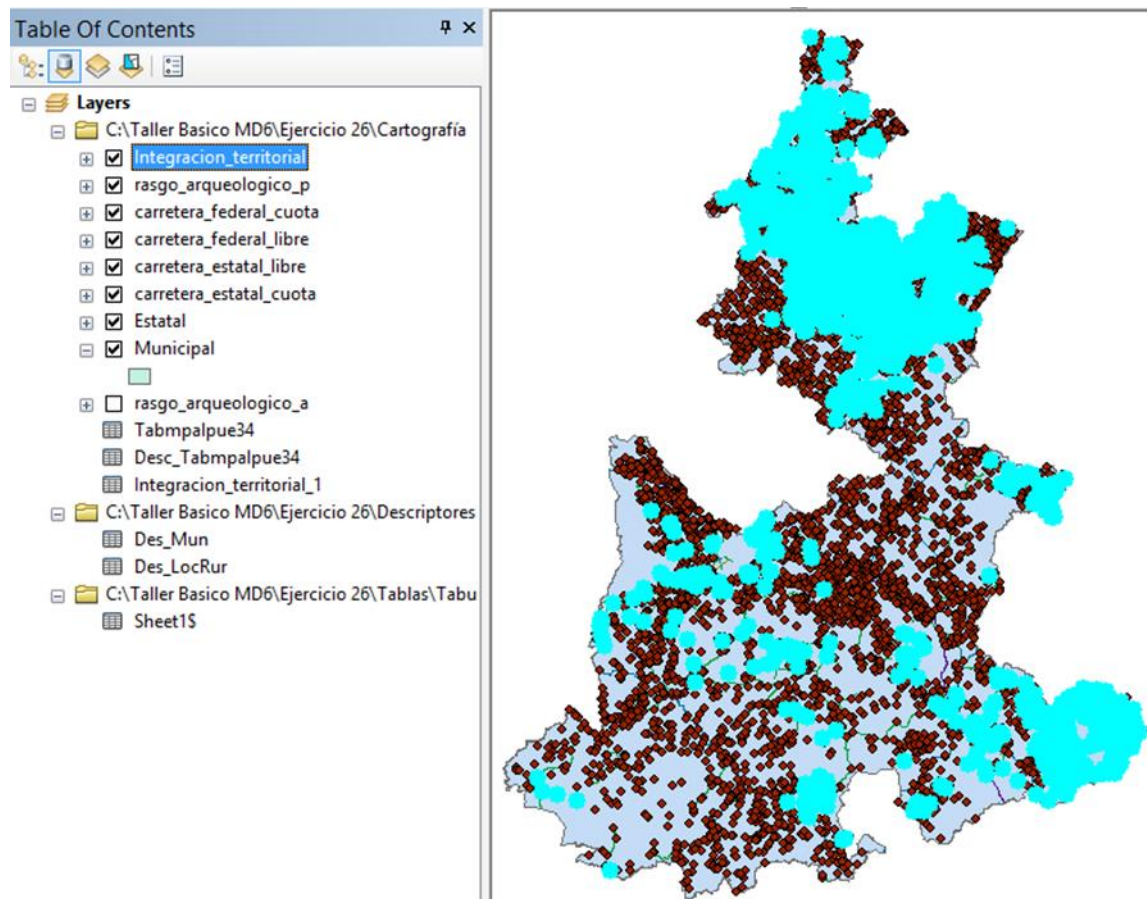 Table Of Contents
Layers
C:\Taller Basico MD6\Ejercicio 26\Cartografía
Integracion_territorial
rasgo_arqueologico_p
carretera_federal_cuota
carretera_federal_libre
carretera_estatal_libre
carretera_estatal_cuota
Estatal
Municipal
rasgo_arqueologico_a
Tabmpalpue34
Desc_Tabmpalpue34
Integracion_territorial_1
C:\Taller Basico MD6\Ejercicio 26\Descriptores
Des_Mun
Des_LocRur
C:\Taller Basico MD6\Ejercicio 26\Tablas\Tabu
Sheet1$